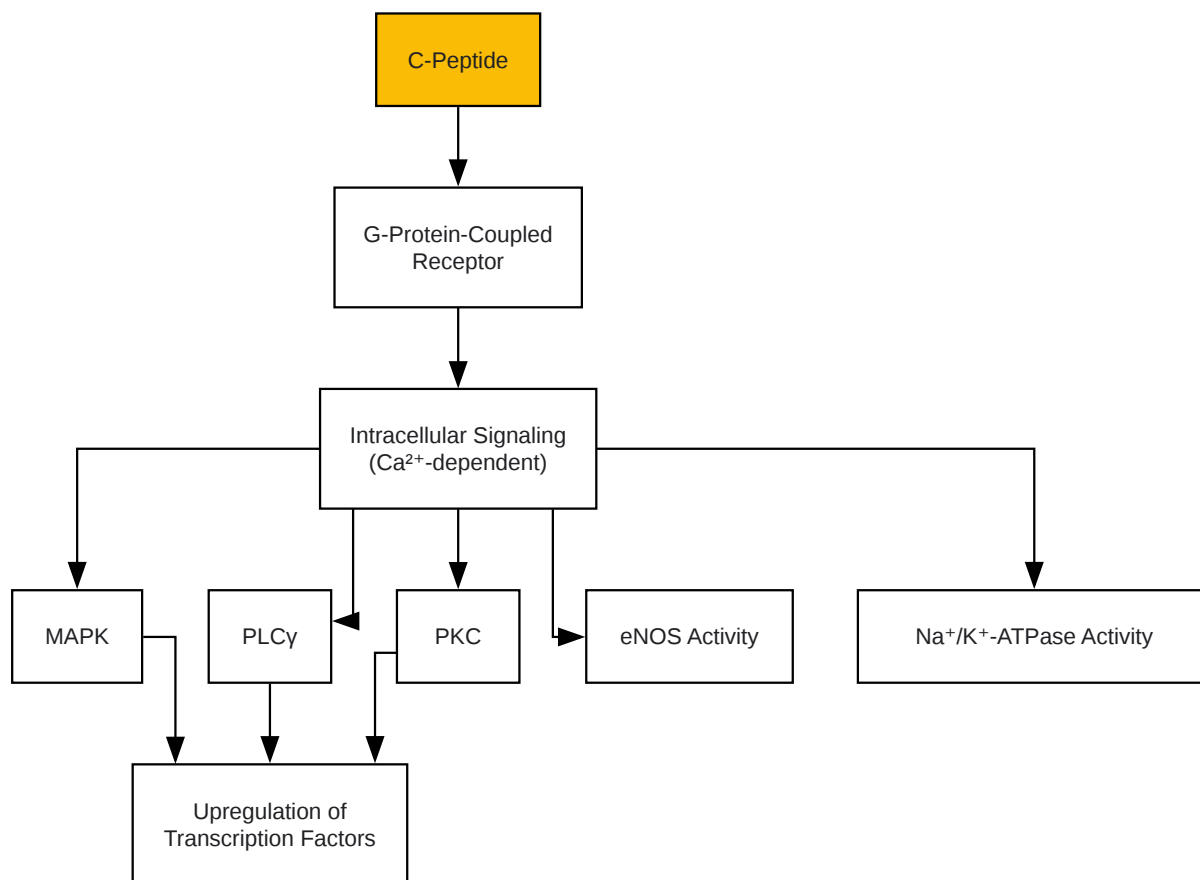 C-Peptide
G-Protein-Coupled
Receptor
Intracellular Signaling
(Ca²⁺-dependent)
MAPK
PLCγ
PKC
eNOS Activity
Na⁺/K⁺-ATPase Activity
Upregulation of
Transcription Factors